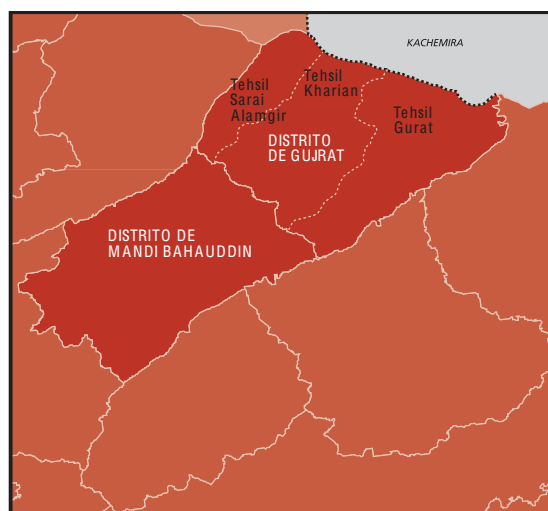 KACHEMIRA
Tehsil
Sarai
Alamgir
Tehsil
Kharian
Tehsil
Gurat
DISTRITO
DE GUJRAT
DISTRITO DE
MANDI BAHAUDDIN